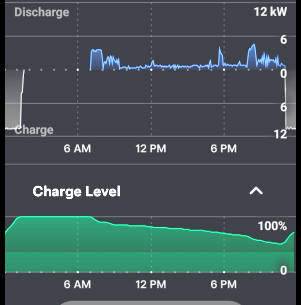 Discharge 12 kW
6
0
6
Charge 12
6 AM 12 PM 6 PM
Charge Level
100%
0
6 AM 12 PM 6 PM